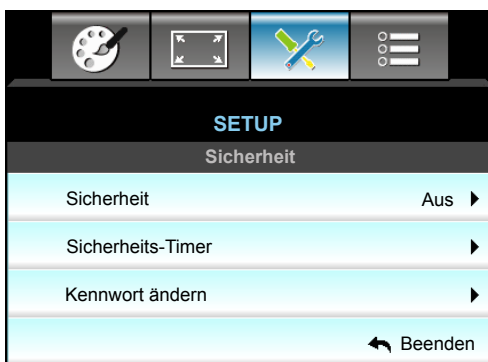 SETUP
Sicherheit
Sicherheit Aus
Sicherheits-Timer
Kennwort ändern
Beenden